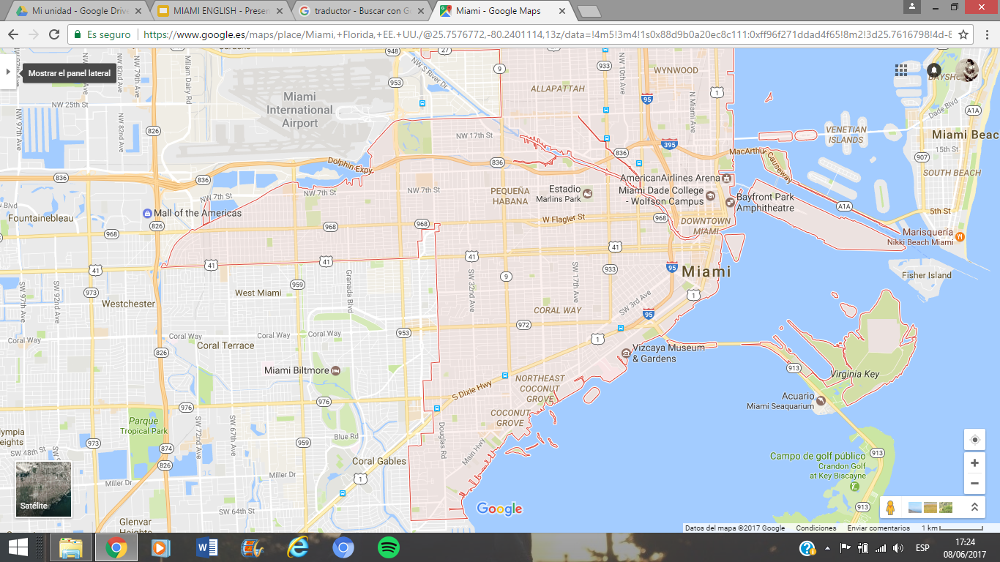 Mi unidad - Google Drive
MIAMI ENGLISH - Presen
traductor - Buscar con Go
Miami - Google Maps
Es seguro
https://www.google.es/maps/place/Miami,+Florida,+EE.+UU./@25.7576772,-80.2401114,13z/data=!4m5!3m4!1s0x88d9b0a20ec8c111:0xff96f271ddad4f65!8m2!3d25.7616798!4d-8
Mostrar el panel lateral
NW 97th Ave
NW 82nd Ave
NW 79th Ave
Milam Dairy Rd
948
27
NW S River Dr
9
933
NW 10th Ave
WYNWOOD
953
ALLAPATTAH
95
N Miami Ave
1
BAYSHO
Dade Blvd
A1A
NW 25th St
Miami
International
Airport
826
NW 82nd Ave
NW 17th St
VENETIAN
ISLANDS
Miami Beac
15th St
907
SOUTH BEACH
395
MacArthur
Causeway
Dolphin Expy
836
836
836
836
AmericanAirlines Arena
Miami Dade College
- Wolfson Campus
Bayfront Park
Amphitheatre
Estadio
Marlins Park
PEQUEÑA
HABANA
NW 7th St
NW 7th St
NW 7th St
Mall of the Americas
Fountainebleau
826
968
968
968
968
W Flagler St
DOWNTOWN
MIAMI
A1A
5th St
Marisquería
Nikki Beach Miami
Fisher Island
41
41
41
41
41
95
Miami
933
9
1
959
973
West Miami
Westchester
SW 97th Ave
SW 92nd Ave
Granada Blvd
SW 32nd Ave
SW 17th Ave
SW 3rd Ave
CORAL WAY
95
972
953
1
Coral Way
Coral Way
Coral Way
Coral Terrace
826
Vizcaya Museum
& Gardens
Miami Biltmore
913
Virginia Key
NORTHEAST
COCONUT
GROVE
S Dixie Hwy
Acuario
Miami Seaquarium
976
976
COCONUT
GROVE
Parque
Tropical Park
SW 72nd Ave
SW 67th Ave
Blue Rd
959
Douglas Rd
Main Hwy
973
874
826
SW 48th St
Coral Gables
1
Miller Dr
Miller Dr
SW 64th St
Campo de golf público
Crandon Golf
at Key Biscayne
913
913
Satélite
Glenvar
Heights
Google
Datos del mapa ©2017 Google
Condiciones
Enviar comentarios
1 km
ESP
17:24
08/06/2017